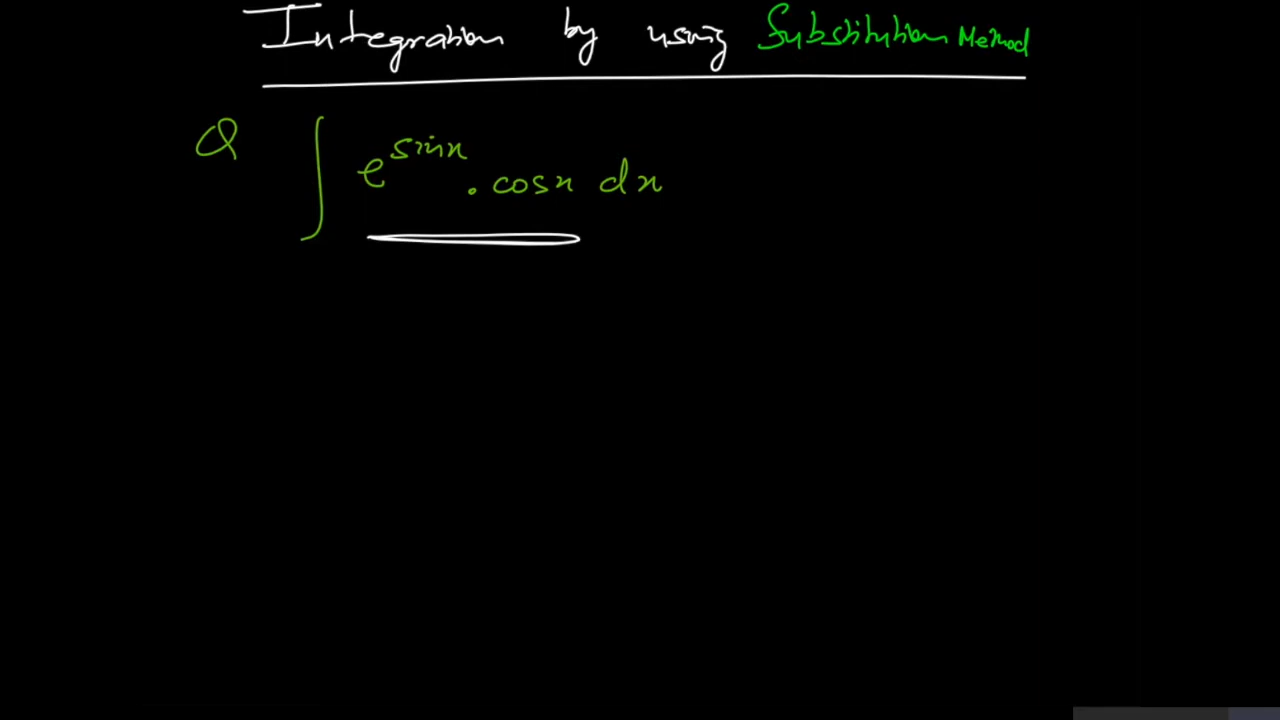 Integration by using Substitution Method
Q ∫ e^sinx . cosx dx